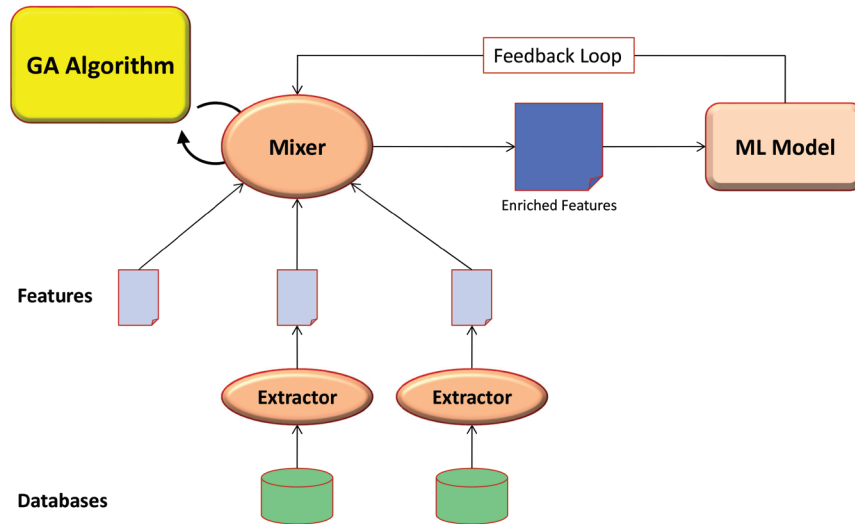 GA Algorithm
Feedback Loop
Mixer
ML Model
Enriched Features
Features
Extractor
Extractor
Databases